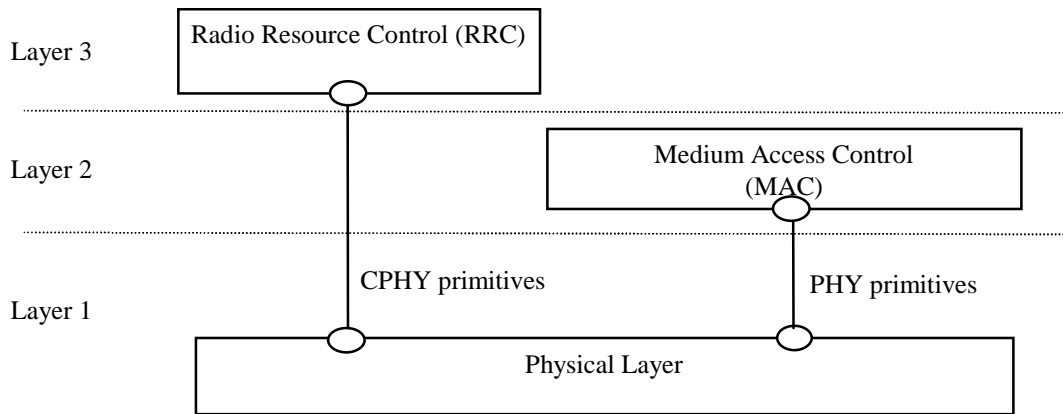 Layer 3
Radio Resource Control (RRC)
Layer 2
Medium Access Control
(MAC)
CPHY primitives
PHY primitives
Layer 1
Physical Layer